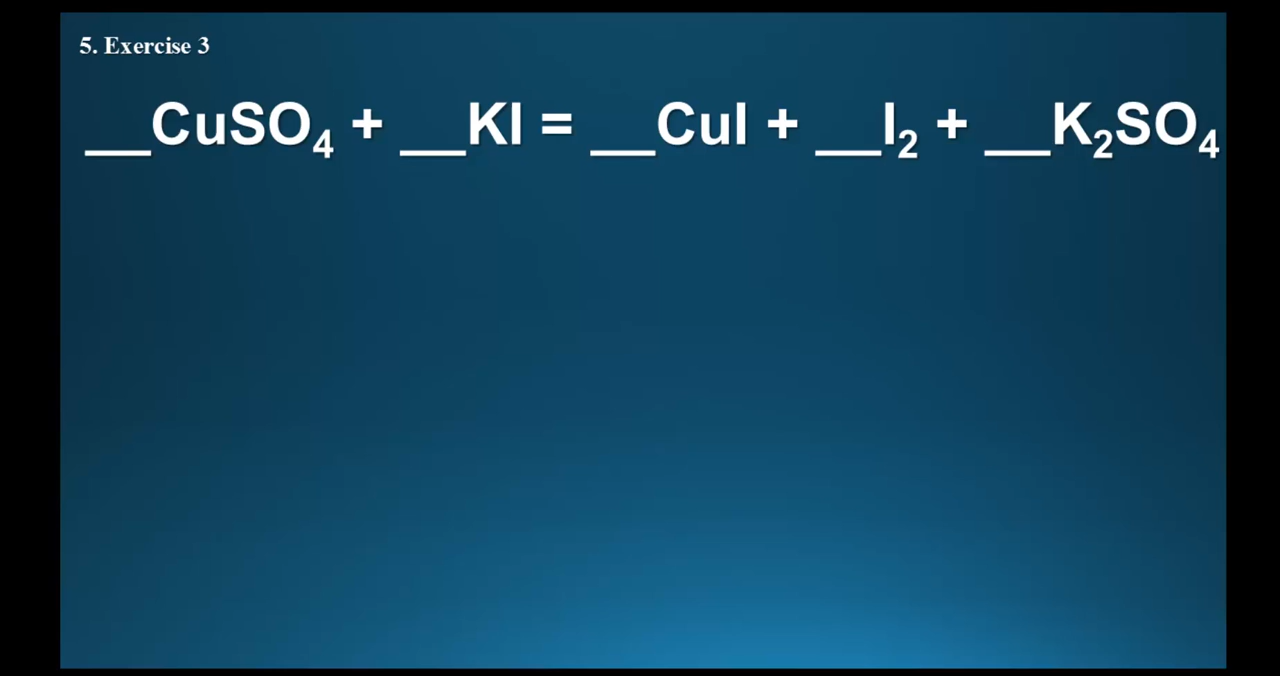 5. Exercise 3
__CuSO₄ + __KI = __CuI + __I₂ + __K₂SO₄